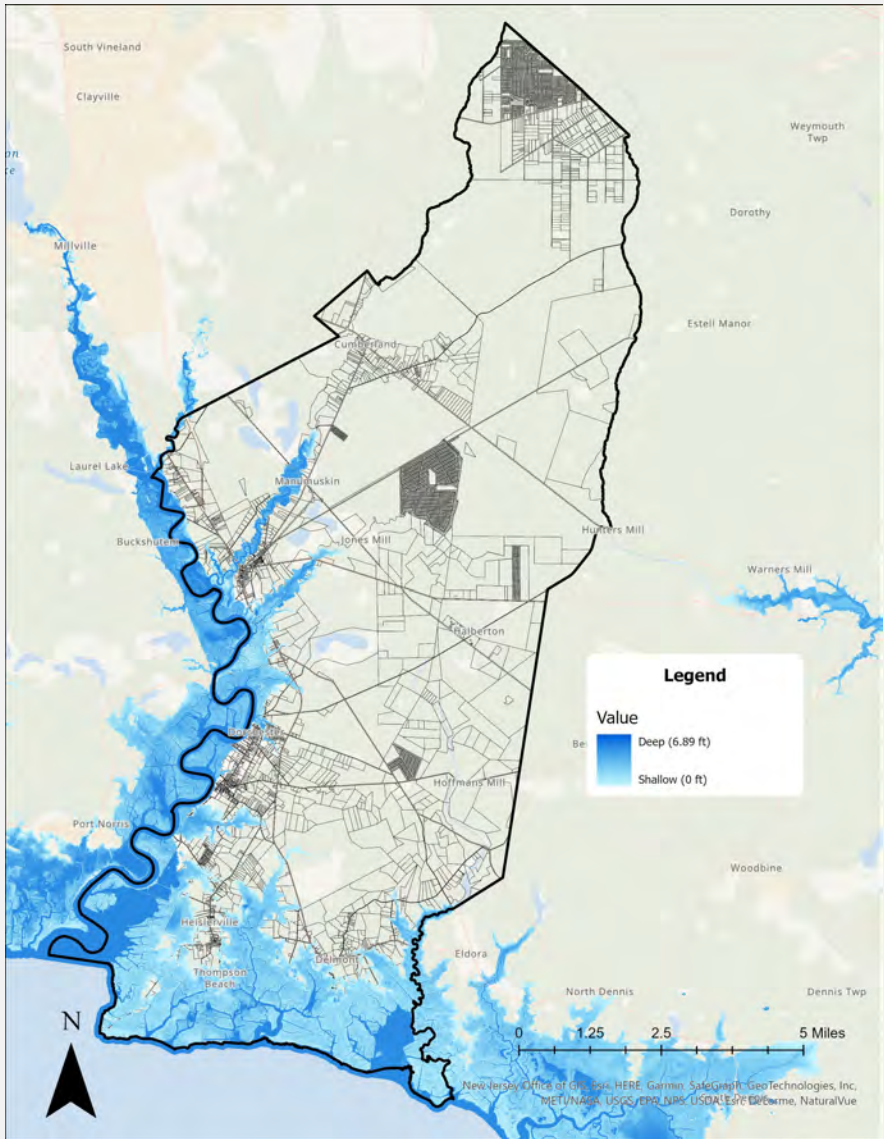 South Vineland
Clayville
Weymouth
Twp
Dorothy
Millville
Estell Manor
Cumberland
Laurel Lake
Manumuskin
Buckshutem
Jones Mill
Hunters Mill
Warners Mill
Halberton
Legend
Value
Deep (6.89 ft)
Shallow (0 ft)
Hoffmans Mill
Port Norris
Woodbine
Heislerville
Delmont
Eldora
Thompson
Beach
North Dennis
Dennis Twp
N
0 1.25 2.5 5 Miles
New Jersey Office of GIS, Esri, HERE, Garmin, SafeGraph, GeoTechnologies, Inc,
METI/NASA, USGS, EPA, NPS, USDA, Esri, DeLorme, NaturalVue